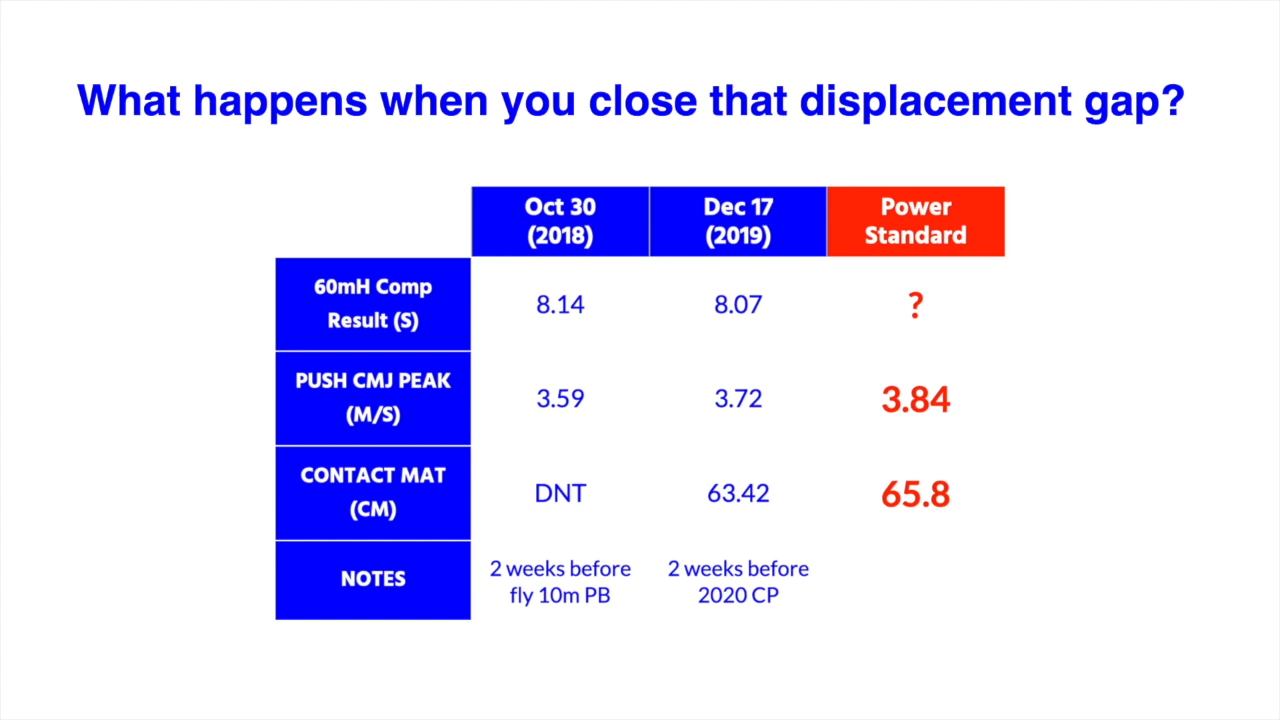 What happens when you close that displacement gap?
Oct 30
(2018)
Dec 17
(2019)
Power
Standard
60mH Comp
Result (S)
8.14
8.07
?
PUSH CMJ PEAK
(M/S)
3.59
3.72
3.84
CONTACT MAT
(CM)
DNT
63.42
65.8
NOTES
2 weeks before
fly 10m PB
2 weeks before
2020 CP